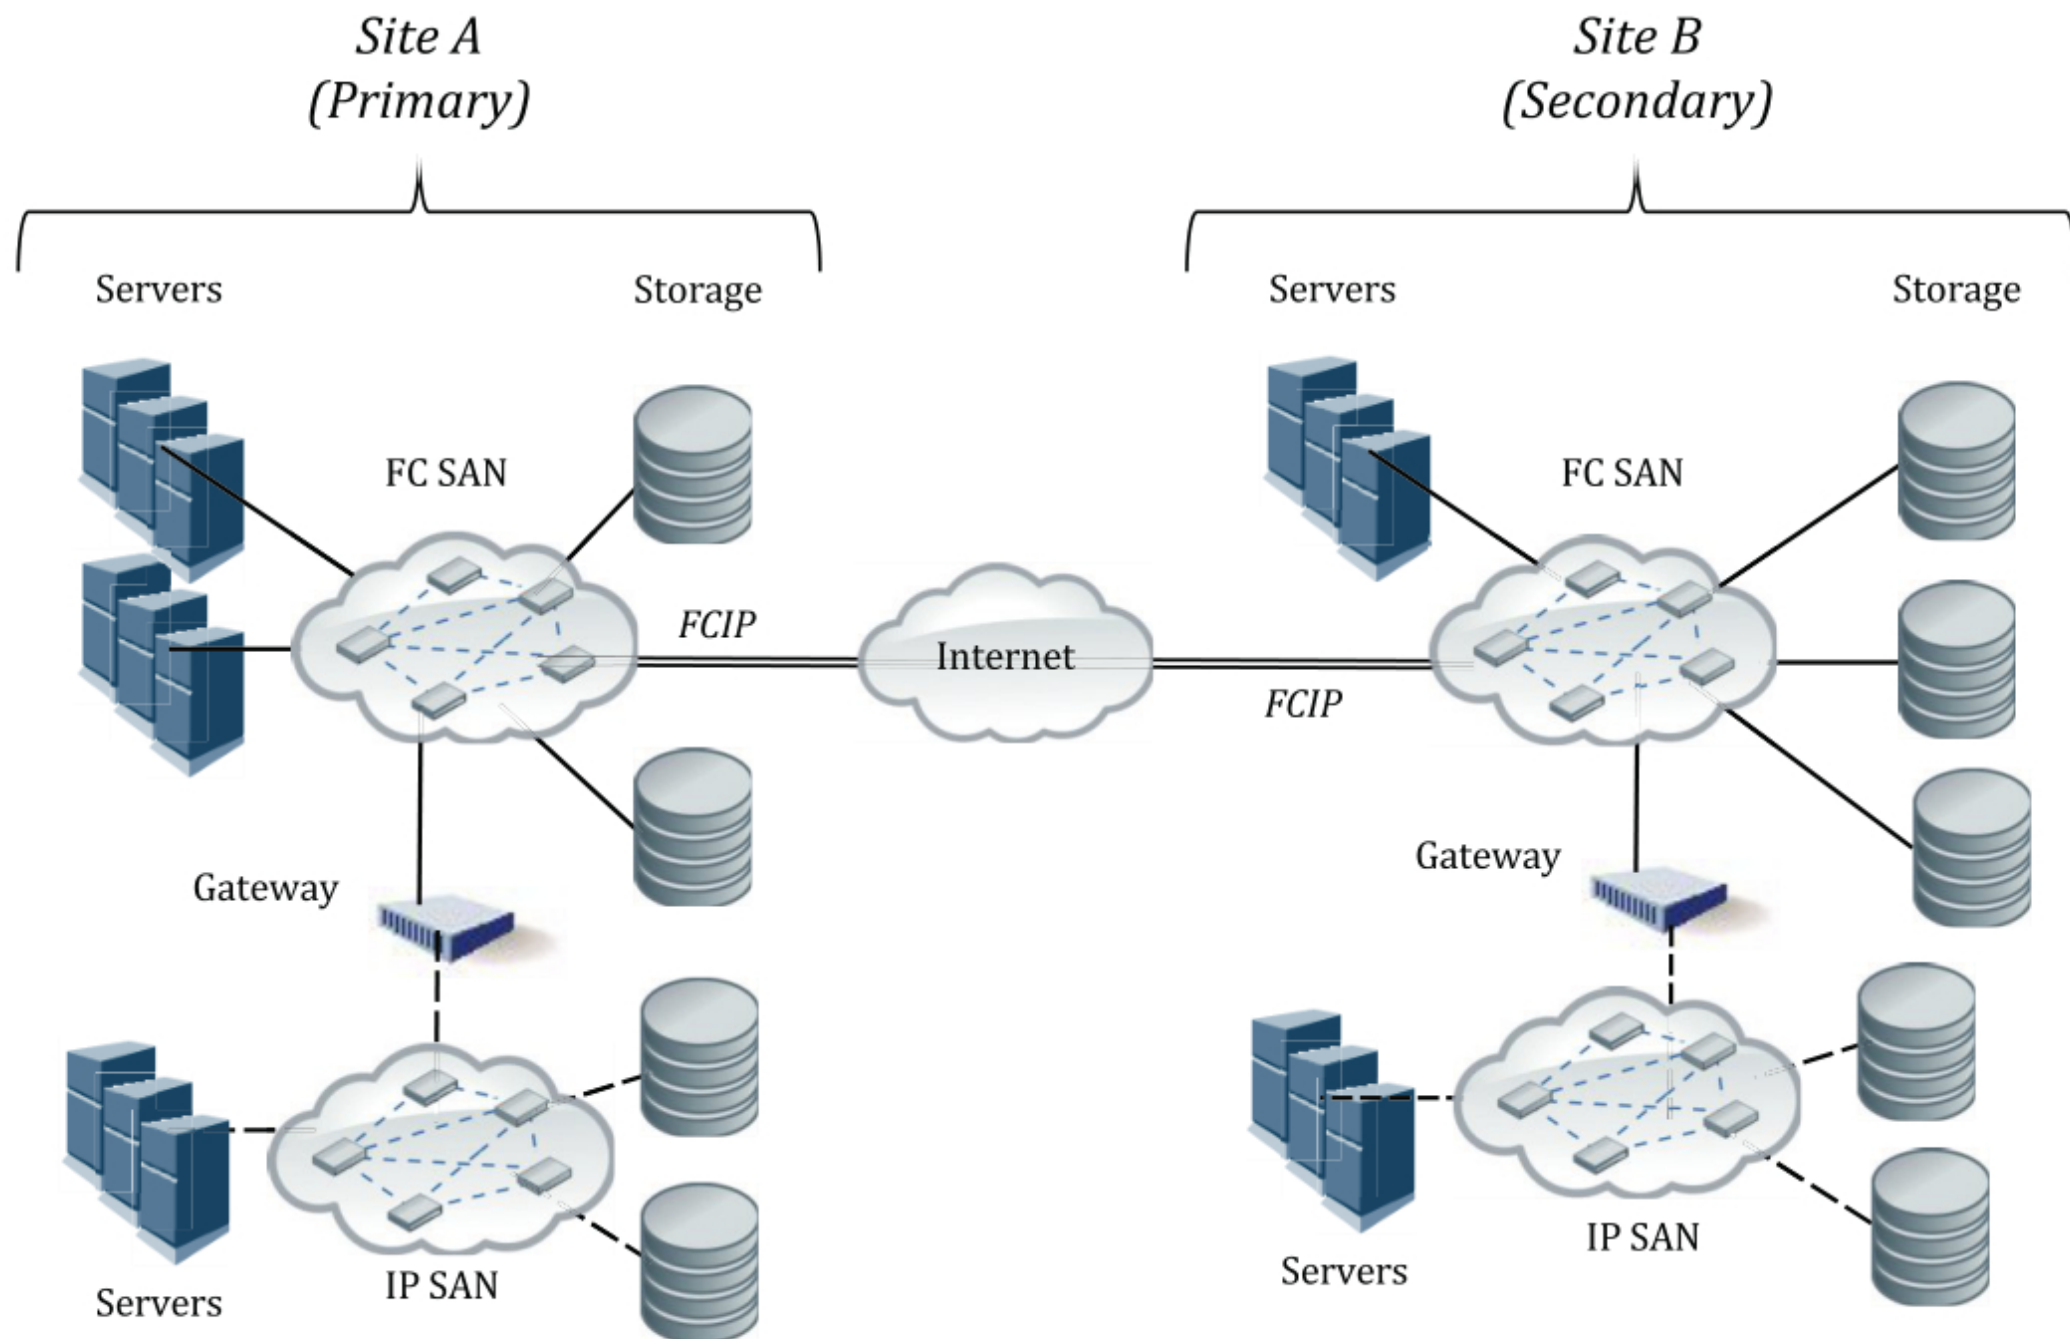 Site A
(Primary)
Site B
(Secondary)
Servers
Storage
Servers
Storage
FC SAN
FC SAN
FCIP
Internet
FCIP
Gateway
Gateway
Servers
IP SAN
Servers
IP SAN